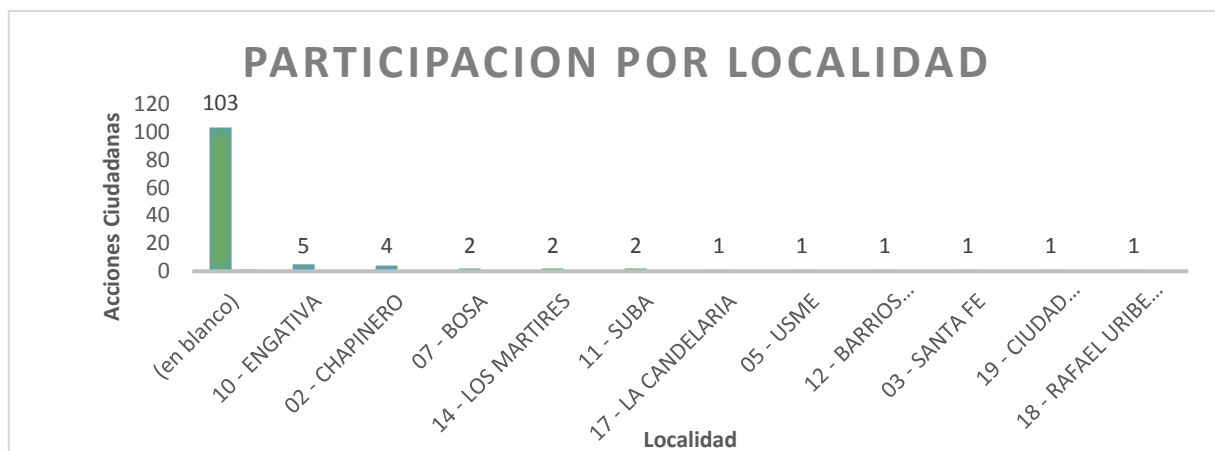 PARTICIPACION POR LOCALIDAD
Acciones Ciudadanas
120
100
80
60
40
20
0
103
5
4
2
2
2
1
1
1
1
1
1
(en blanco)
10 - ENGATIVA
02 - CHAPINERO
07 - BOSA
14 - LOS MARTIRES
11 - SUBA
17 - LA CANDELARIA
05 - USME
12 - BARRIOS...
03 - SANTA FE
19 - CIUDAD...
18 - RAFAEL URIBE...
Localidad